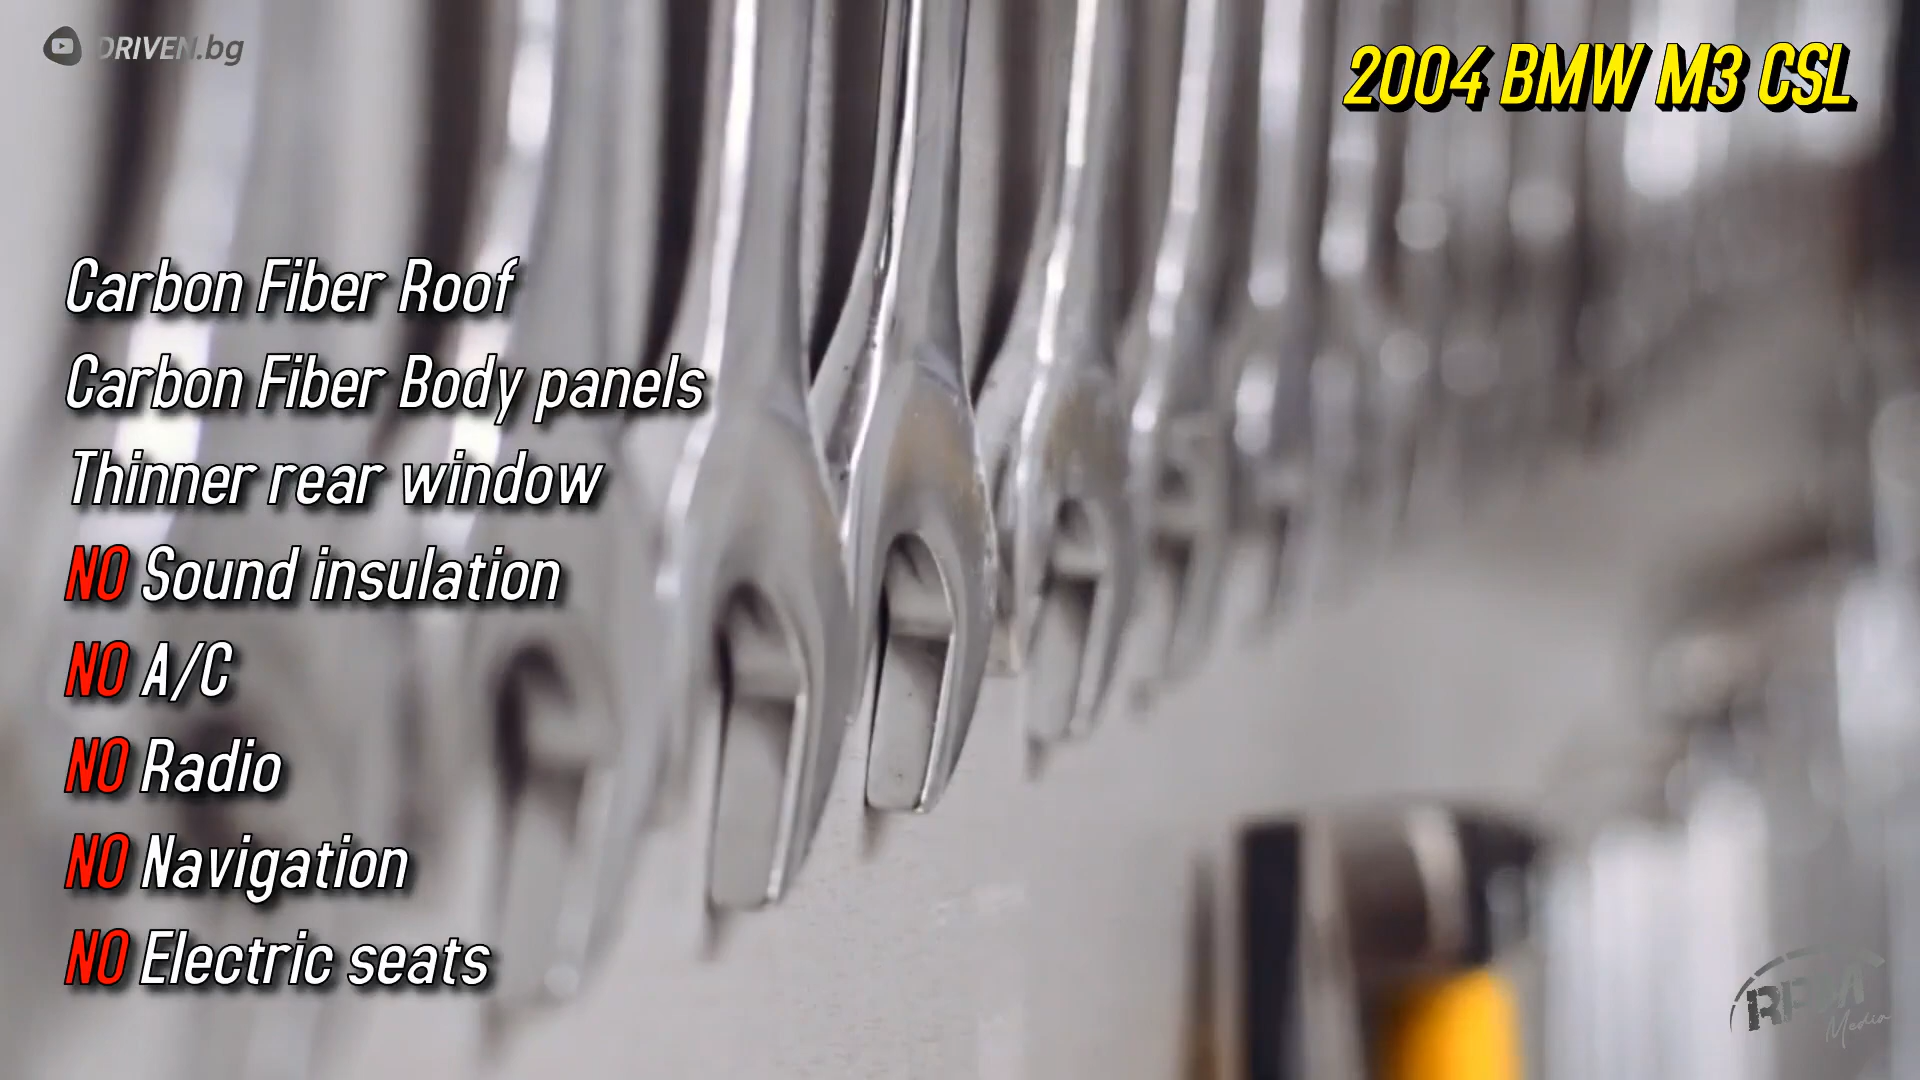 DRIVEN.bg
2004 BMW M3 CSL
Carbon Fiber Roof
Carbon Fiber Body panels
Thinner rear window
NO Sound insulation
NO A/C
NO Radio
NO Navigation
NO Electric seats
Media